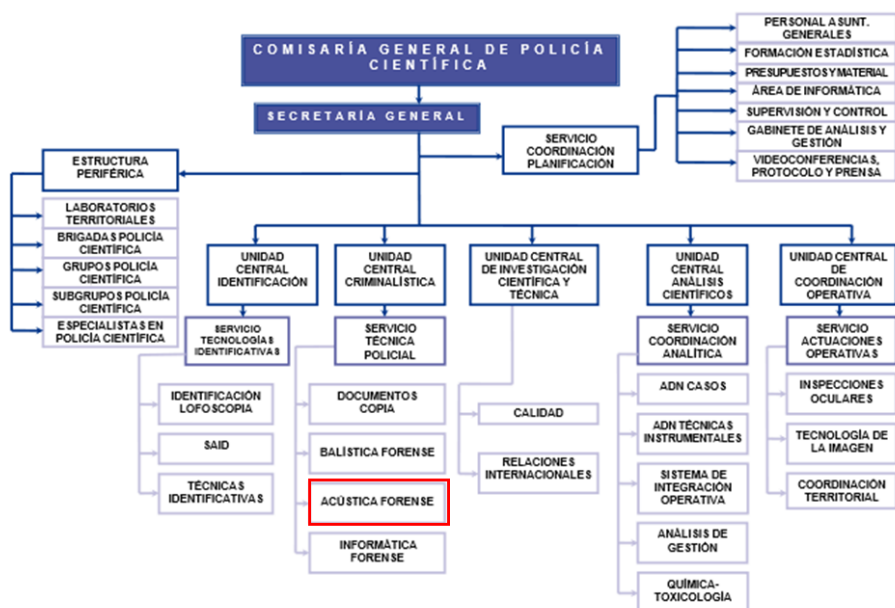 COMISARÍA GENERAL DE POLICÍA
CIENTÍFICA
SECRETARÍA GENERAL
SERVICIO
COORDINACIÓN
PLANIFICACIÓN
PERSONAL ASUNT.
GENERALES
FORMACIÓN ESTADÍSTICA
PRESUPUESTOS Y MATERIAL
ÁREA DE INFORMÁTICA
SUPERVISIÓN Y CONTROL
GABINETE DE ANÁLISIS Y
GESTIÓN
VIDEOCONFERENCIAS,
PROTOCOLO Y PRENSA
ESTRUCTURA
PERIFÉRICA
LABORATORIOS
TERRITORIALES
BRIGADAS POLICÍA
CIENTÍFICA
GRUPOS POLICÍA
CIENTÍFICA
SUBGRUPOS POLICÍA
CIENTÍFICA
ESPECIALISTAS EN
POLICÍA CIENTÍFICA
UNIDAD
CENTRAL
IDENTIFICACIÓN
SERVICIO
TECNOLOGÍAS
IDENTIFICATIVAS
IDENTIFICACIÓN
LOFOSCOPIA
SAID
TÉCNICAS
IDENTIFICATIVAS
UNIDAD
CENTRAL
CRIMINALÍSTICA
SERVICIO
TÉCNICA
POLICIAL
DOCUMENTOS
COPIA
BALÍSTICA FORENSE
ACÚSTICA FORENSE
INFORMÁTICA
FORENSE
UNIDAD CENTRAL
DE INVESTIGACIÓN
CIENTÍFICA Y
TÉCNICA
CALIDAD
RELACIONES
INTERNACIONALES
UNIDAD
CENTRAL
ANÁLISIS
CIENTÍFICOS
SERVICIO
COORDINACIÓN
ANALÍTICA
ADN CASOS
ADN TÉCNICAS
INSTRUMENTALES
SISTEMA DE
INTEGRACIÓN
OPERATIVA
ANÁLISIS DE
GESTIÓN
QUÍMICA-
TOXICOLOGÍA
UNIDAD
CENTRAL DE
COORDINACIÓN
OPERATIVA
SERVICIO
ACTUACIONES
OPERATIVAS
INSPECCIONES
OCULARES
TECNOLOGÍA DE
LA IMAGEN
COORDINACIÓN
TERRITORIAL